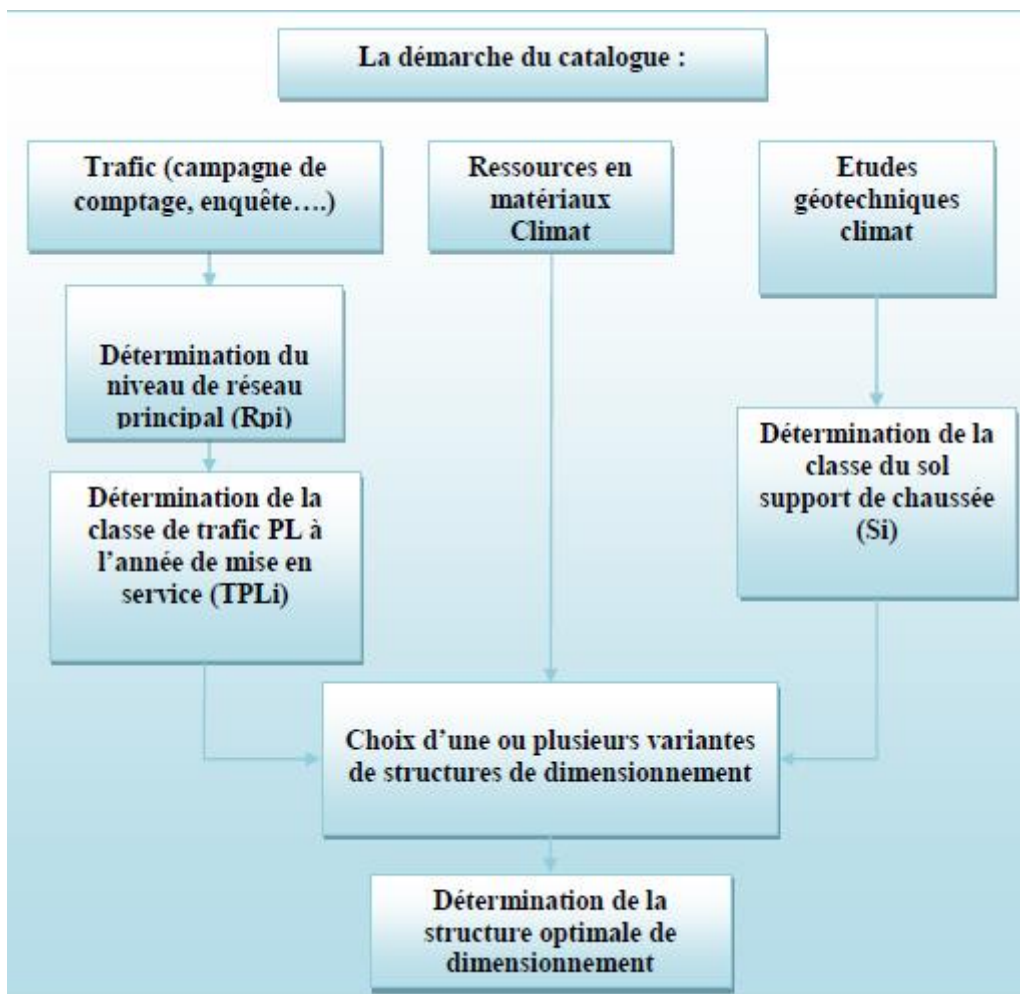 La démarche du catalogue :
Trafic (campagne de
comptage, enquête….)
Ressources en
matériaux
Climat
Etudes
géotechniques
climat
Détermination du
niveau de réseau
principal (Rpi)
Détermination de la
classe de trafic PL à
l’année de mise en
service (TPLi)
Détermination de la
classe du sol
support de chaussée
(Si)
Choix d’une ou plusieurs variantes
de structures de dimensionnement
Détermination de la
structure optimale de
dimensionnement